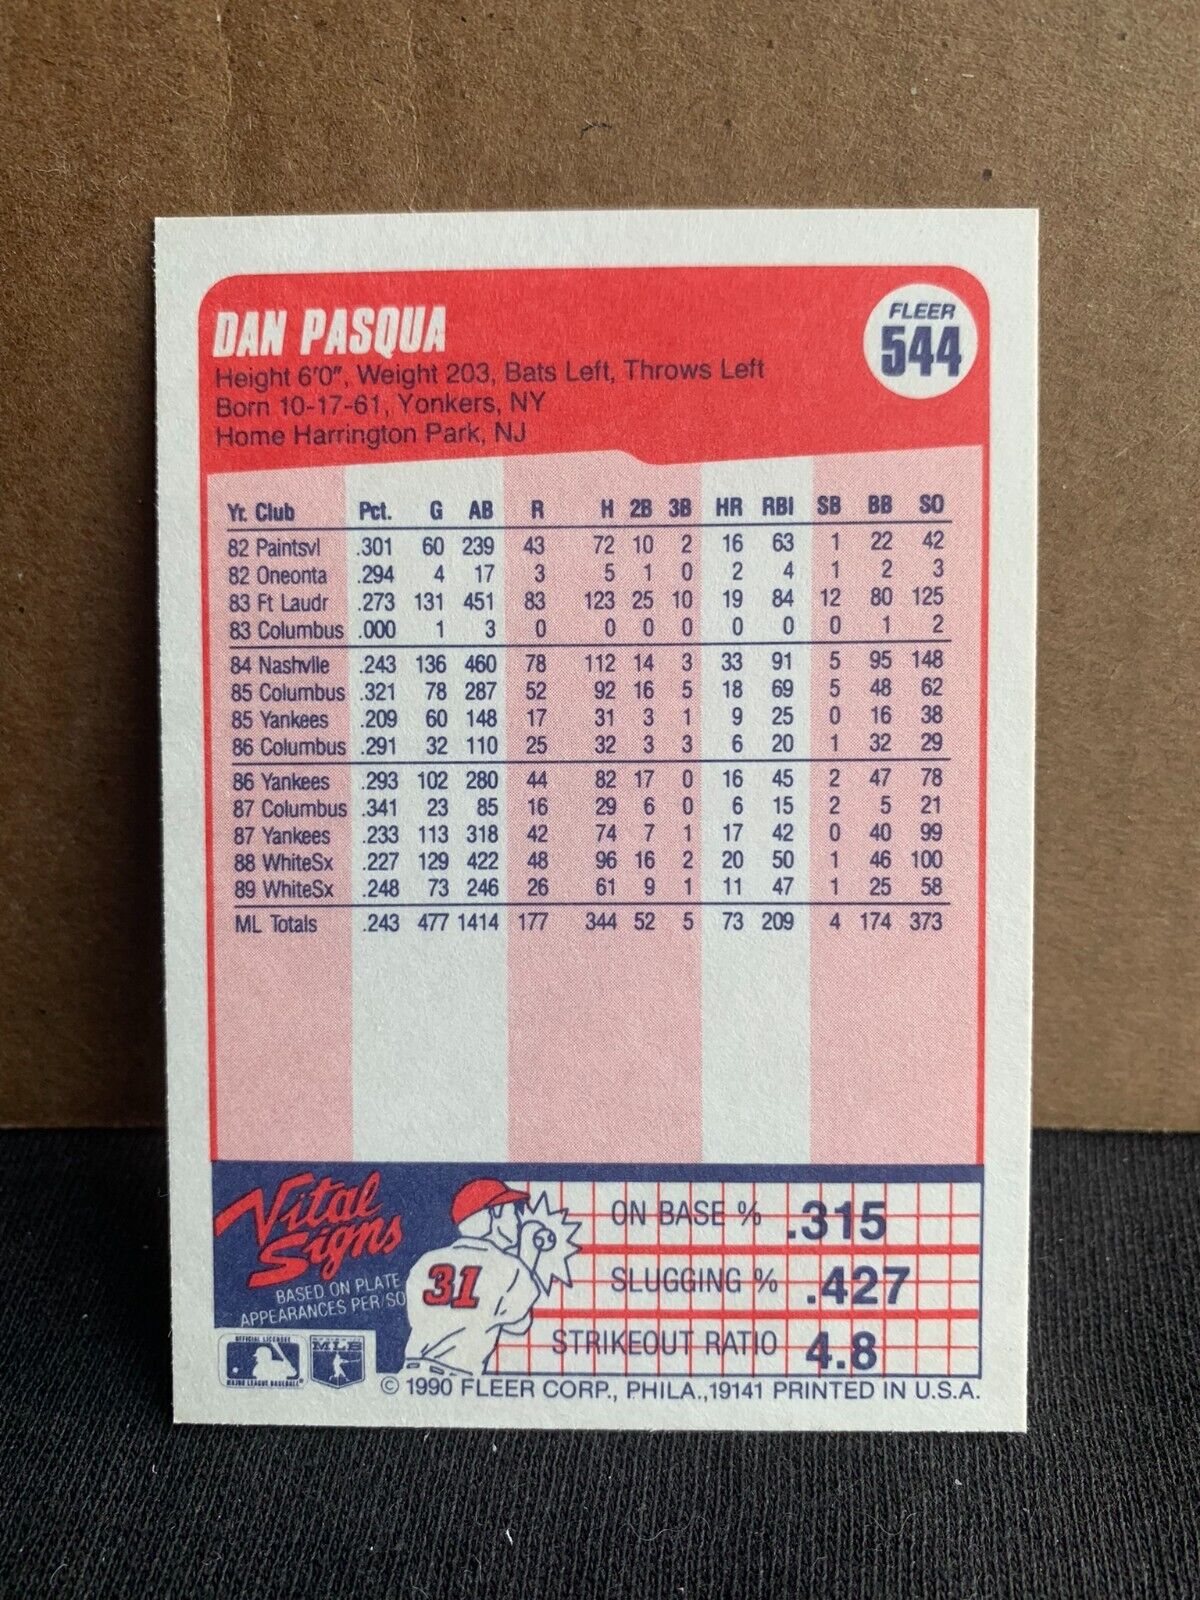 DAN PASQUA
FLEER
544
Height 6'0", Weight 203, Bats Left, Throws Left
Born 10-17-61, Yonkers, NY
Home Harrington Park, NJ
Yr. Club Pct. G AB R H 2B 3B HR RBI SB BB SO
82 Paintsvl .301 60 239 43 72 10 2 16 63 1 22 42
82 Oneonta .294 4 17 3 5 1 0 2 4 1 2 3
83 Ft Laudr .273 131 451 83 123 25 10 19 84 12 80 125
83 Columbus .000 1 3 0 0 0 0 0 0 0 1 2
84 Nashvlle .243 136 460 78 112 14 3 33 91 5 95 148
85 Columbus .321 78 287 52 92 16 5 18 69 5 48 62
85 Yankees .209 60 148 17 31 3 1 9 25 0 16 38
86 Columbus .291 32 110 25 32 3 3 6 20 1 32 29
86 Yankees .293 102 280 44 82 17 0 16 45 2 47 78
87 Columbus .341 23 85 16 29 6 0 6 15 2 5 21
87 Yankees .233 113 318 42 74 7 1 17 42 0 40 99
88 WhiteSx .227 129 422 48 96 16 2 20 50 1 46 100
89 WhiteSx .248 73 246 26 61 9 1 11 47 1 25 58
ML Totals .243 477 1414 177 344 52 5 73 209 4 174 373
Vital
Signs
BASED ON PLATE
APPEARANCES PER/SO
31
ON BASE % .315
SLUGGING % .427
STRIKEOUT RATIO 4.8
OFFICIAL LICENSEE
MAJOR LEAGUE BASEBALL
MLB
© 1990 FLEER CORP., PHILA.,19141 PRINTED IN U.S.A.